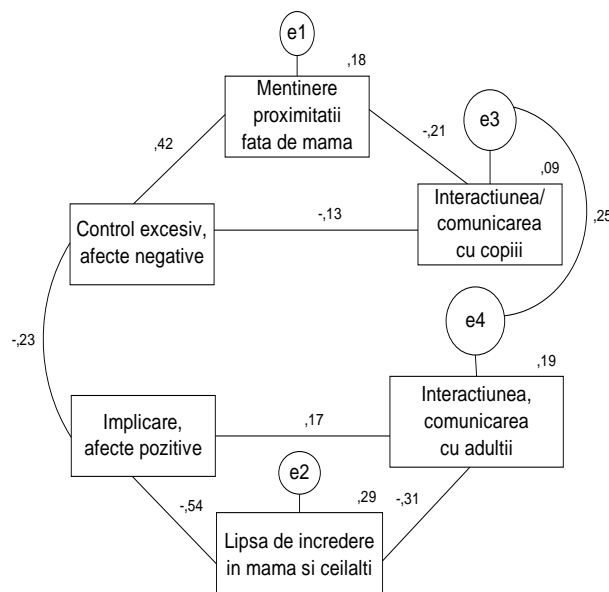 e1
,18
Mentinere
proximitatii
fata de mama
,42
-,21
e3
,09
Control excesiv,
afecte negative
-,13
Interactiunea/
comunicarea
cu copiii
,25
e4
-,23
,19
Implicare,
afecte pozitive
,17
Interactiunea,
comunicarea
cu adultii
e2
-,54
,29
-,31
Lipsa de incredere
in mama si ceilalti